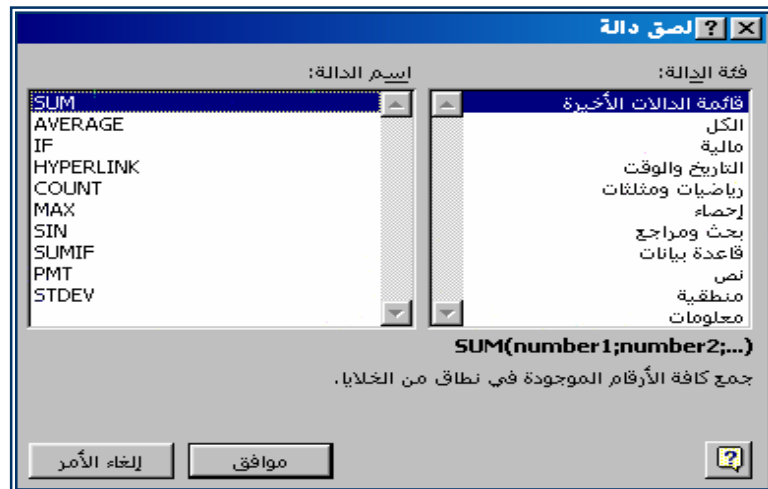 لصق دالة
فئة الدالة:
قائمة الدالات الأخيرة
الكل
مالية
التاريخ والوقت
رياضيات ومثلثات
إحصاء
بحث ومراجع
قاعدة بيانات
نص
منطقية
معلومات
اسم الدالة:
SUM
AVERAGE
IF
HYPERLINK
COUNT
MAX
SIN
SUMIF
PMT
STDEV
SUM(number1;number2;...)
جمع كافة الأرقام الموجودة في نطاق من الخلايا.
موافق
إلغاء الأمر